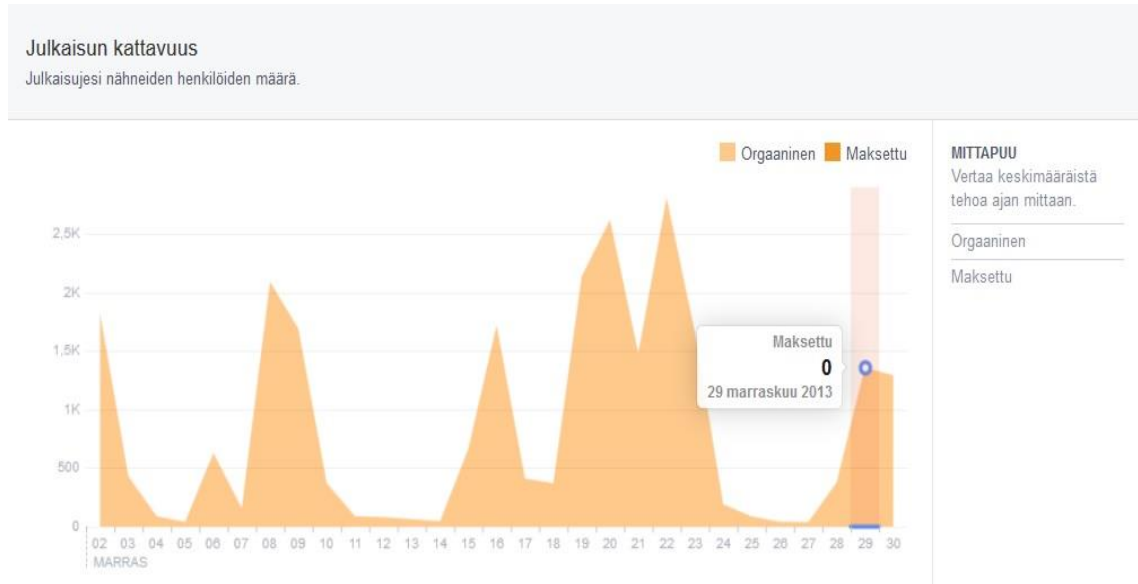 Julkaisun kattavuus
Julkaisujesi nähneiden henkilöiden määrä.
Orgaaninen Maksettu
2,5K
2K
1,5K
1K
500
0
Maksettu
0
29 marraskuu 2013
02 03 04 05 06 07 08 09 10 11 12 13 14 15 16 17 18 19 20 21 22 23 24 25 26 27 28 29 30
MARRAS
MITTAPUU
Vertaa keskimääräistä
tehoa ajan mittaan.
Orgaaninen
Maksettu